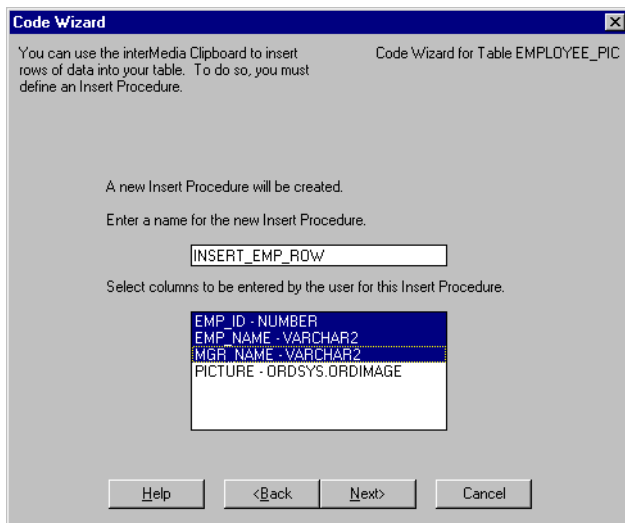 Code Wizard
You can use the interMedia Clipboard to insert
rows of data into your table. To do so, you must
define an Insert Procedure.
Code Wizard for Table EMPLOYEE_PIC
A new Insert Procedure will be created.
Enter a name for the new Insert Procedure.
INSERT_EMP_ROW
Select columns to be entered by the user for this Insert Procedure.
EMP_ID - NUMBER
EMP_NAME - VARCHAR2
MGR_NAME - VARCHAR2
PICTURE - ORDSYS.ORDIMAGE
Help
<Back
Next>
Cancel